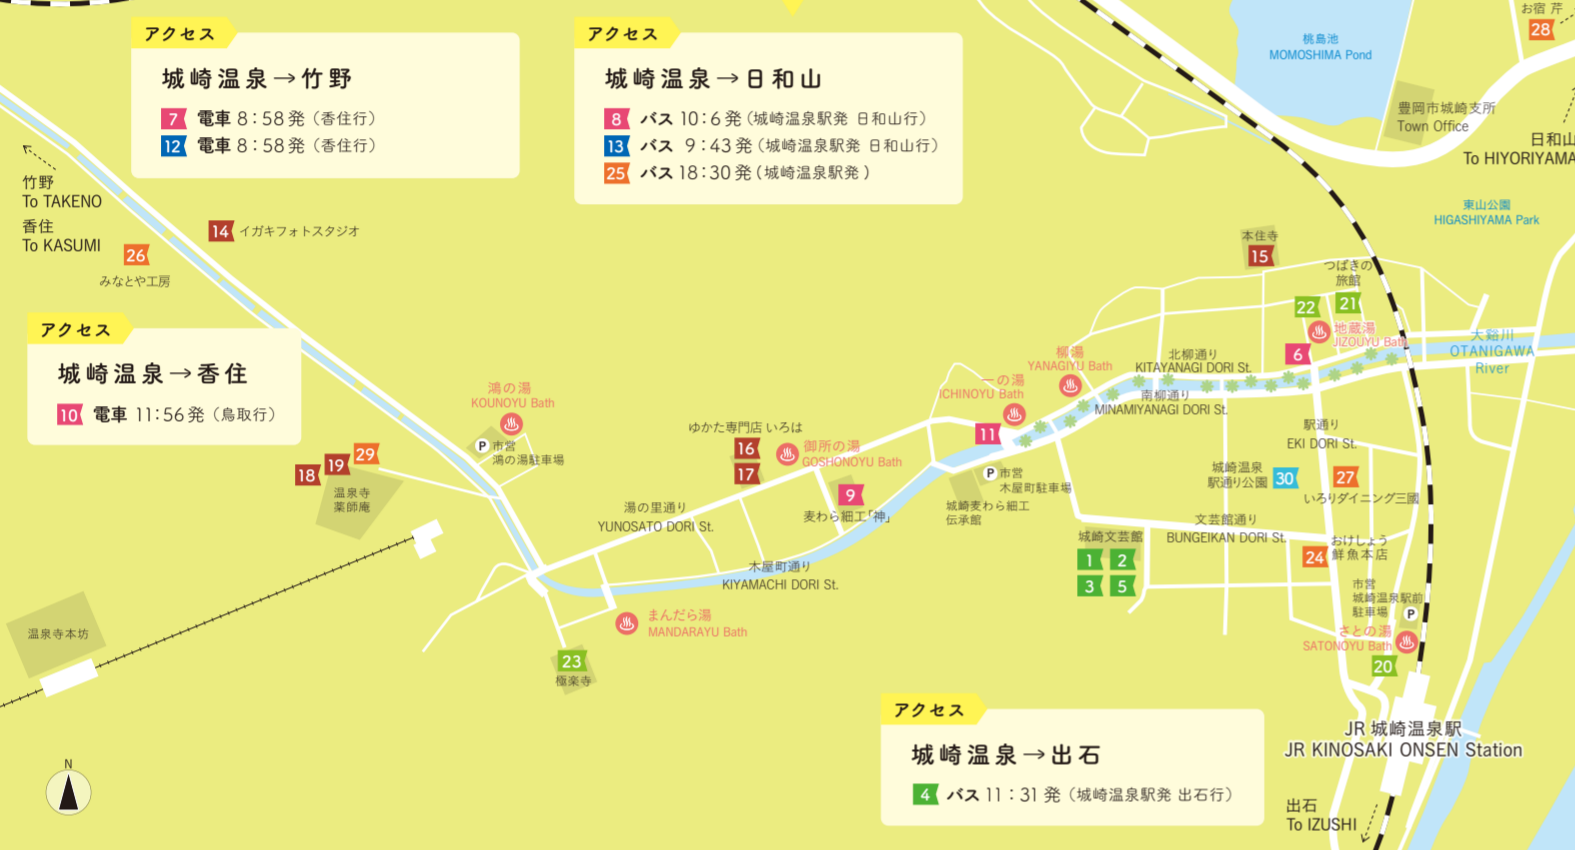 アクセス
城崎温泉→竹野
7 電車 8:58発（香住行）
12 電車 8:58発（香住行）
アクセス
城崎温泉→日和山
8 バス 10:6発（城崎温泉駅発 日和山行）
13 バス 9:43発（城崎温泉駅発 日和山行）
25 バス 18:30発（城崎温泉駅発 ）
桃島池
MOMOSHIMA Pond
お宿 芹
28
豊岡市城崎支所
Town Office
日和山
To HIYORIYAMA
東山公園
HIGASHIYAMA Park
竹野
To TAKENO
香住
To KASUMI
14 イガキフォトスタジオ
26
みなとや工房
アクセス
城崎温泉→香住
10 電車 11:56発（鳥取行）
本住寺
15
つばきの
旅館
22
21
地蔵湯
JIZOUYU Bath
6
大谿川
OTANIGAWA
River
北柳通り
KITAYANAGI DORI St.
南柳通り
MINAMIYANAGI DORI St.
柳湯
YANAGIYU Bath
一の湯
ICHINOYU Bath
11
鴻の湯
KOUNOYU Bath
P 市営
鴻の湯駐車場
ゆかた専門店 いろは
16
17
御所の湯
GOSHONOYU Bath
9
麦わら細工「神」
18
19
29
温泉寺
薬師庵
湯の里通り
YUNOSATO DORI St.
木屋町通り
KIYAMACHI DORI St.
P 市営
木屋町駐車場
城崎麦わら細工
伝承館
駅通り
EKI DORI St.
城崎温泉
駅通り公園
30
27
いろりダイニング三國
文芸館通り
BUNGEIKAN DORI St.
城崎文芸館
1 2
3 5
24
おけしょう
鮮魚本店
市営
城崎温泉駅前
駐車場
P
さとの湯
SATONOYU Bath
20
まんだら湯
MANDARAYU Bath
23
極楽寺
温泉寺本坊
N
アクセス
城崎温泉→出石
4 バス 11:31発（城崎温泉駅発 出石行）
JR 城崎温泉駅
JR KINOSAKI ONSEN Station
出石
To IZUSHI